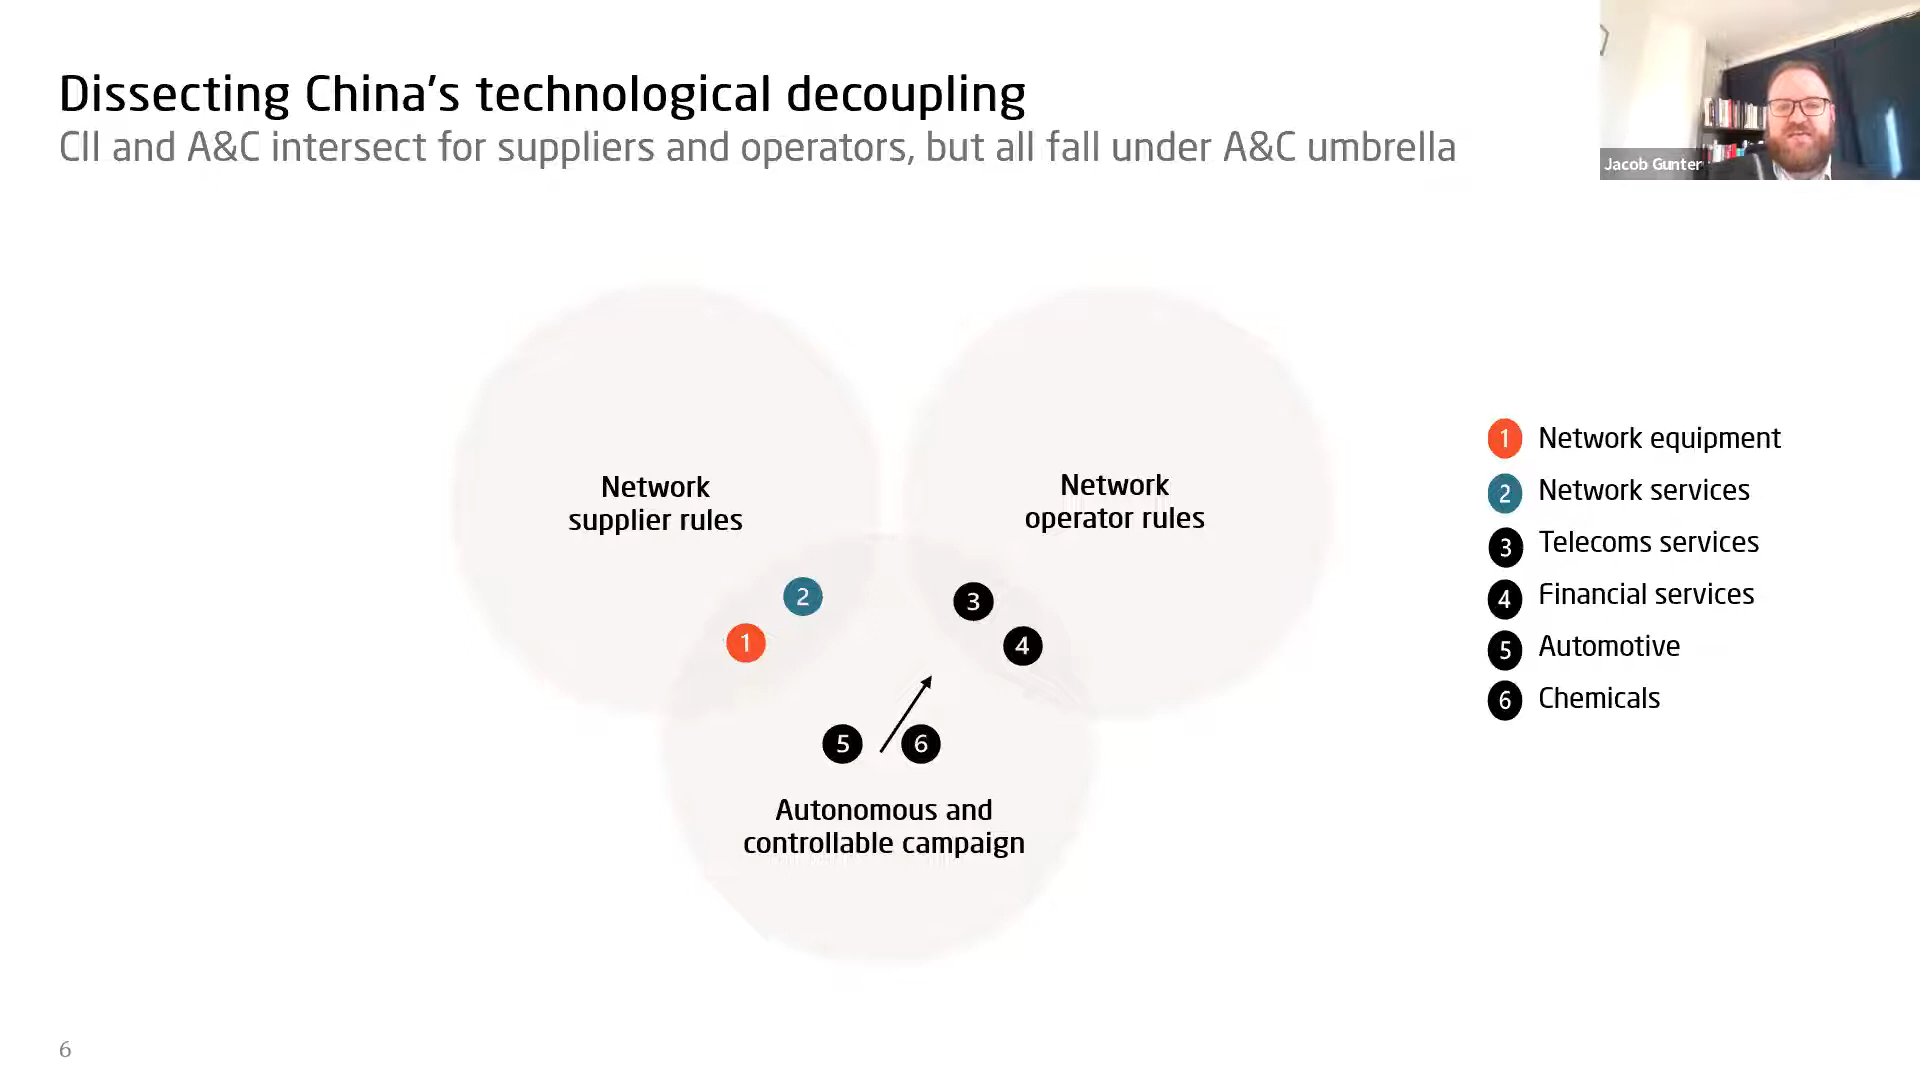 Dissecting China's technological decoupling
CII and A&C intersect for suppliers and operators, but all fall under A&C umbrella
Jacob Gunter
Network
supplier rules
Network
operator rules
2
3
1
4
5
6
Autonomous and
controllable campaign
1 Network equipment
2 Network services
3 Telecoms services
4 Financial services
5 Automotive
6 Chemicals
6